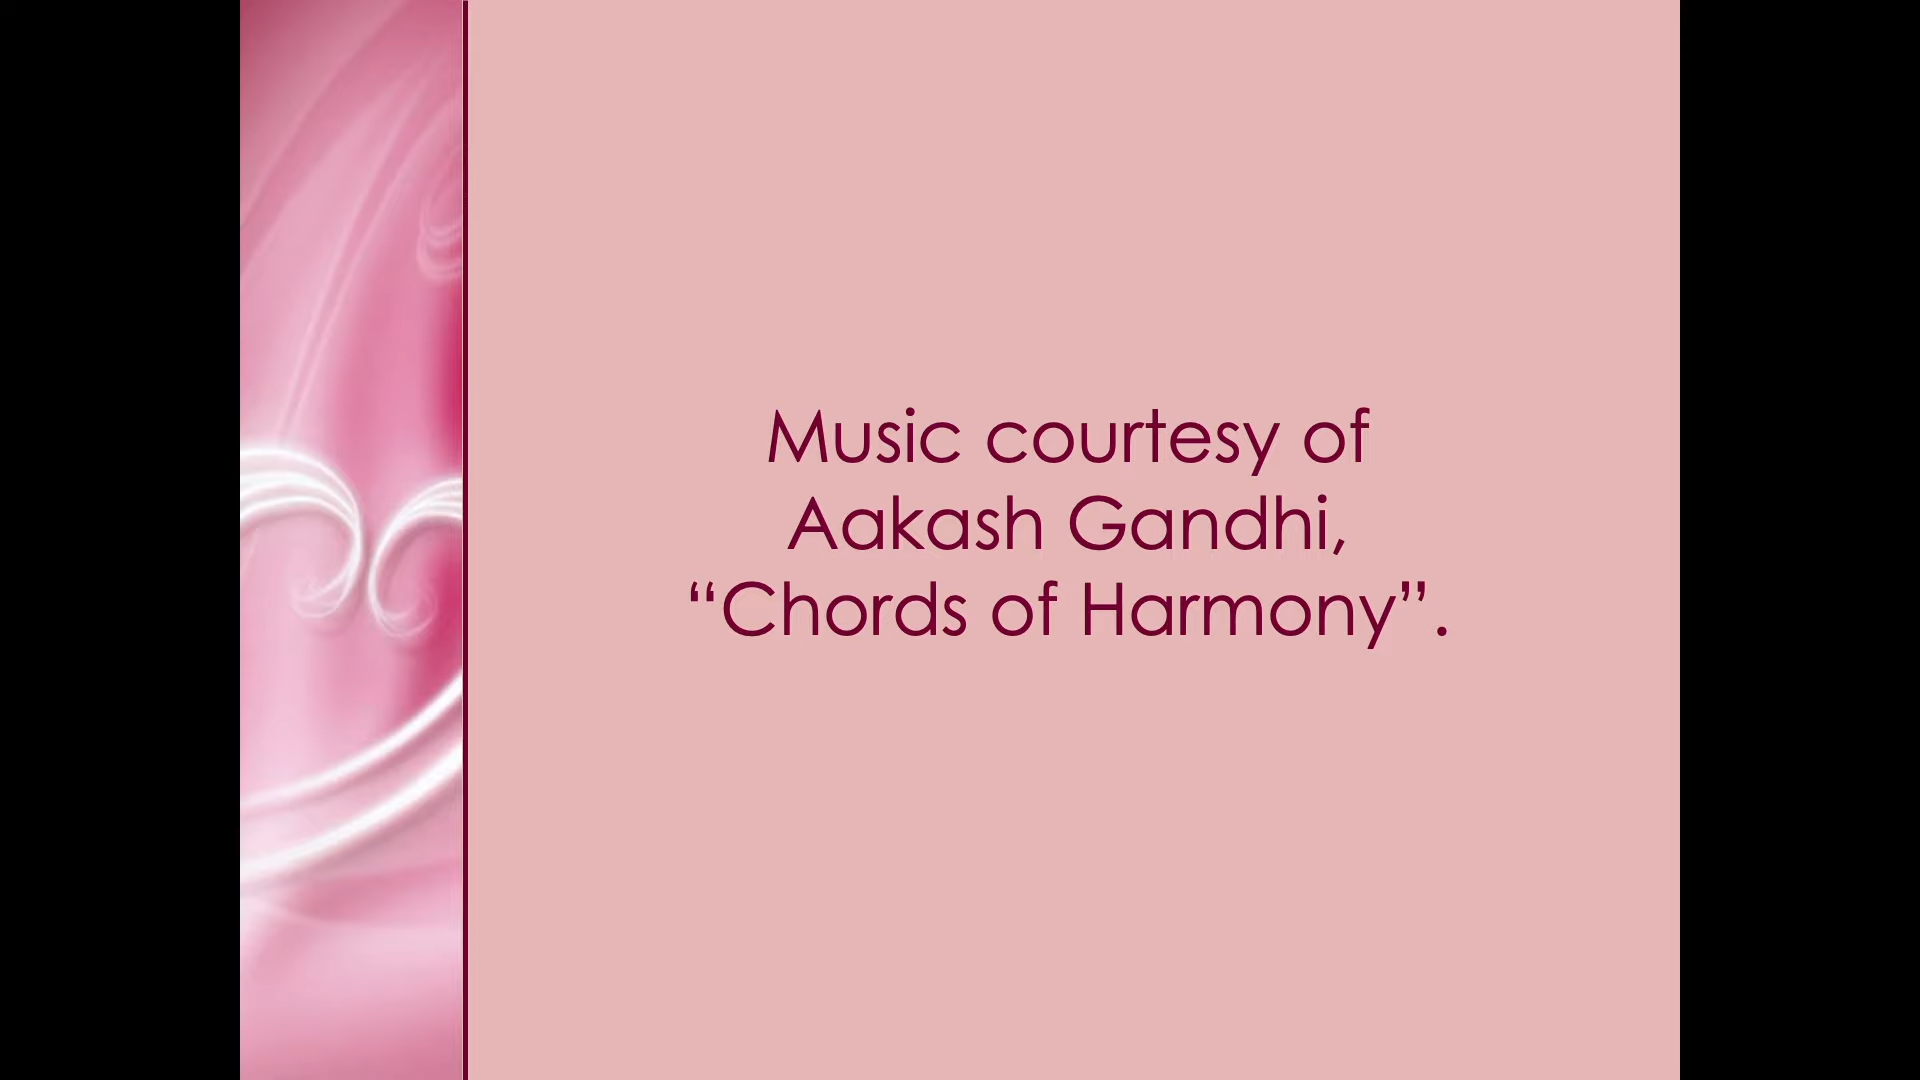 Music courtesy of
Aakash Gandhi,
“Chords of Harmony”.